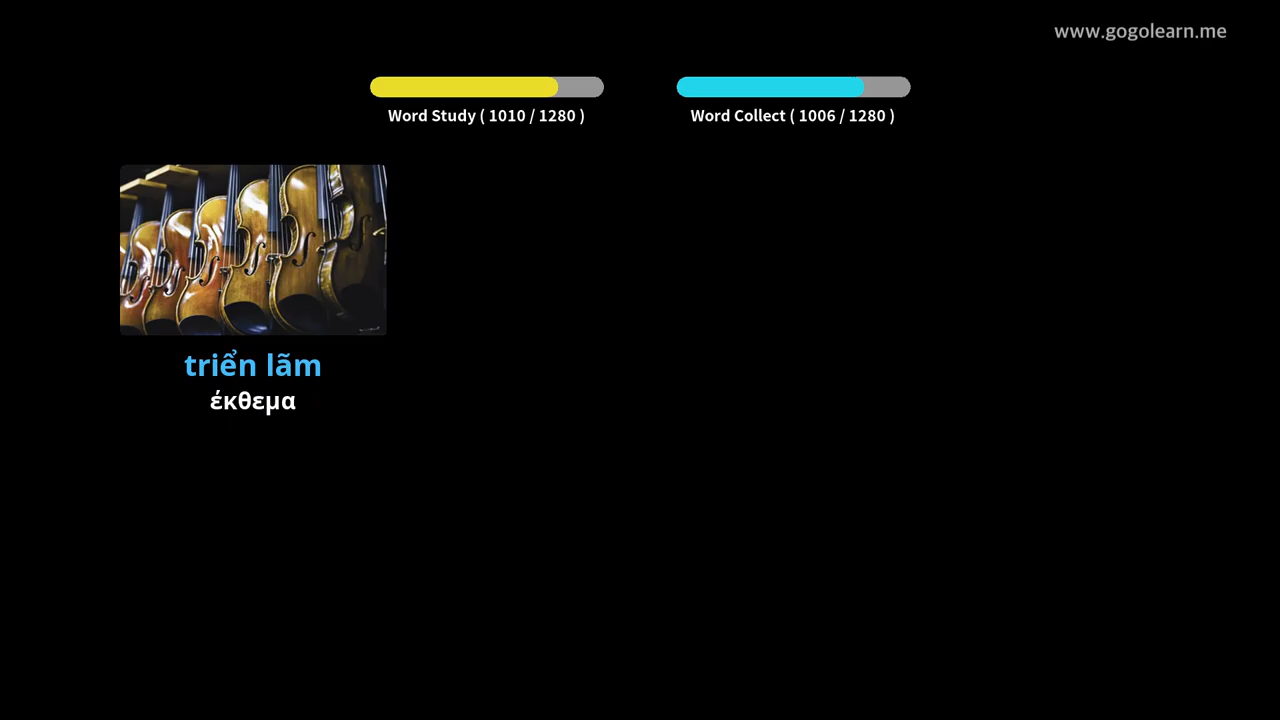 www.gogolearn.me
Word Study ( 1010 / 1280 )
Word Collect ( 1006 / 1280 )
triển lãm
έκθεμα